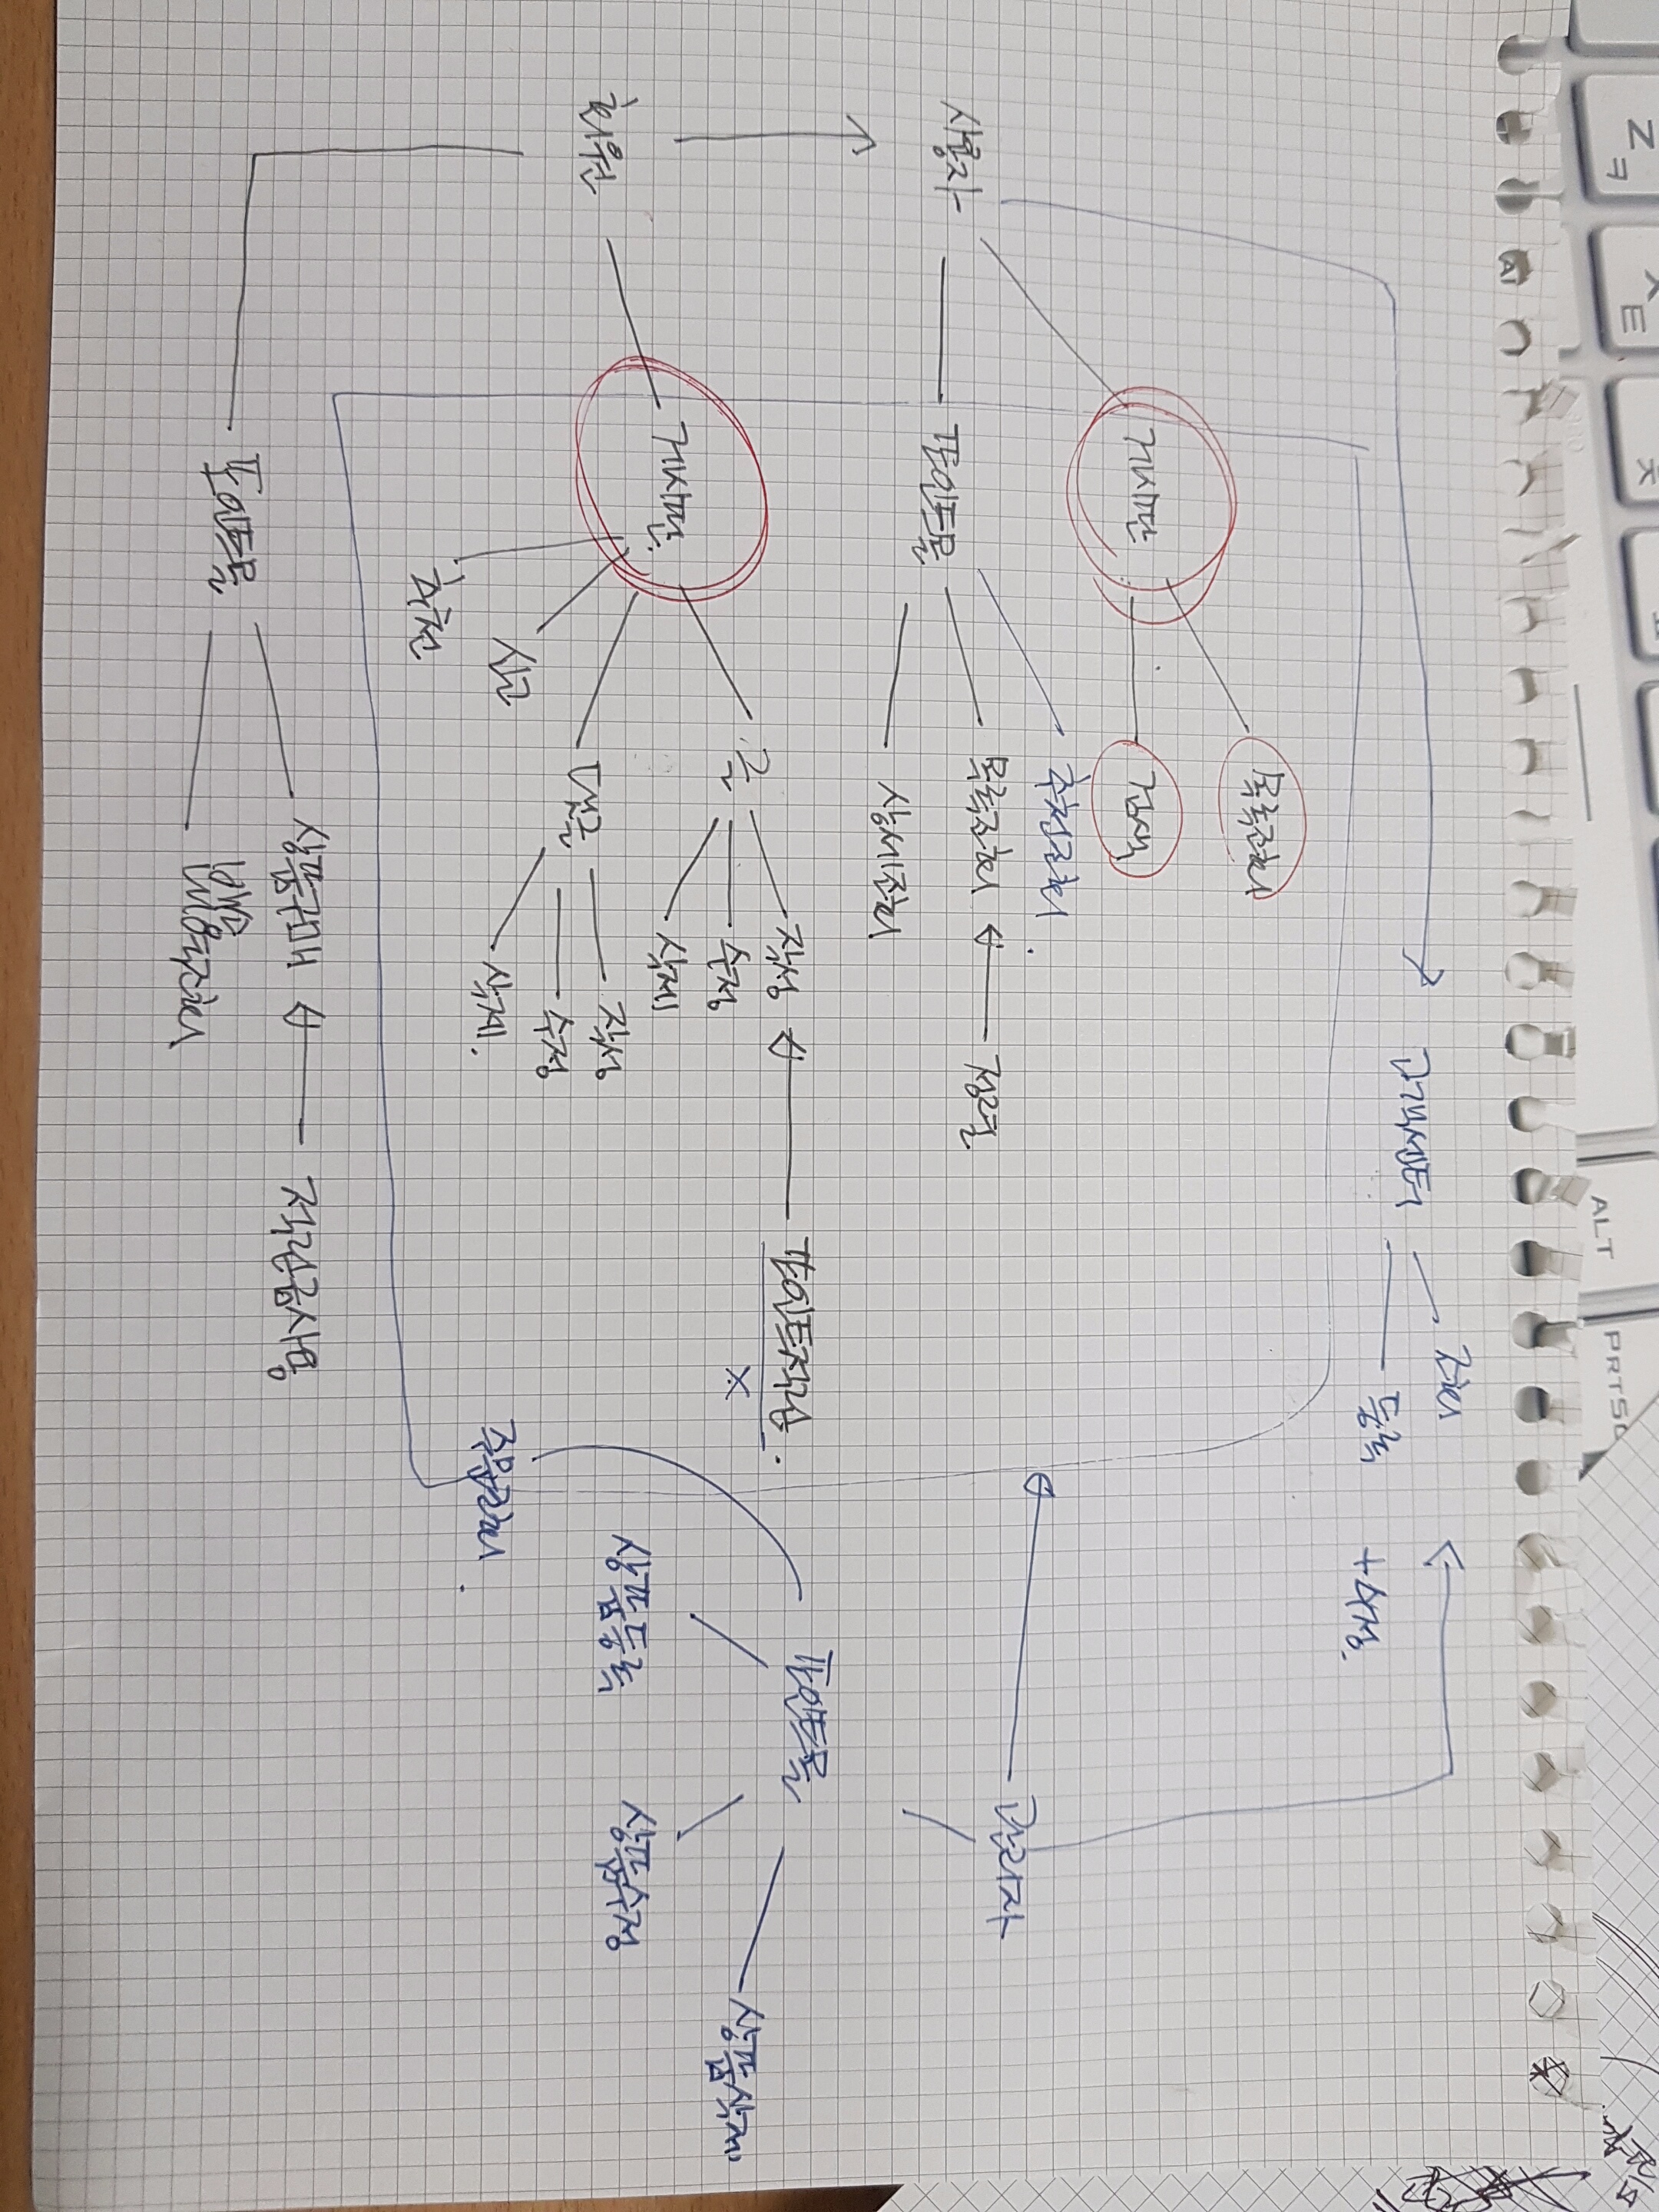 Z ㅋ
ㅌ
ALT
PRTSC
조회
고객센터
등록
+수정.
목록조회
게시판
검색
추천조회.
관리자
목록조회
정렬
사용자
포인트몰
상세조회
포인트몰
작성
포인트적립.
X
글
상품삭제
수정
게시판.
삭제
상품등록
상품수정
회원
작성
댓글
수정
신고
주문조회.
삭제.
추천
상품구매
적립금사용
포인트몰
내역조회